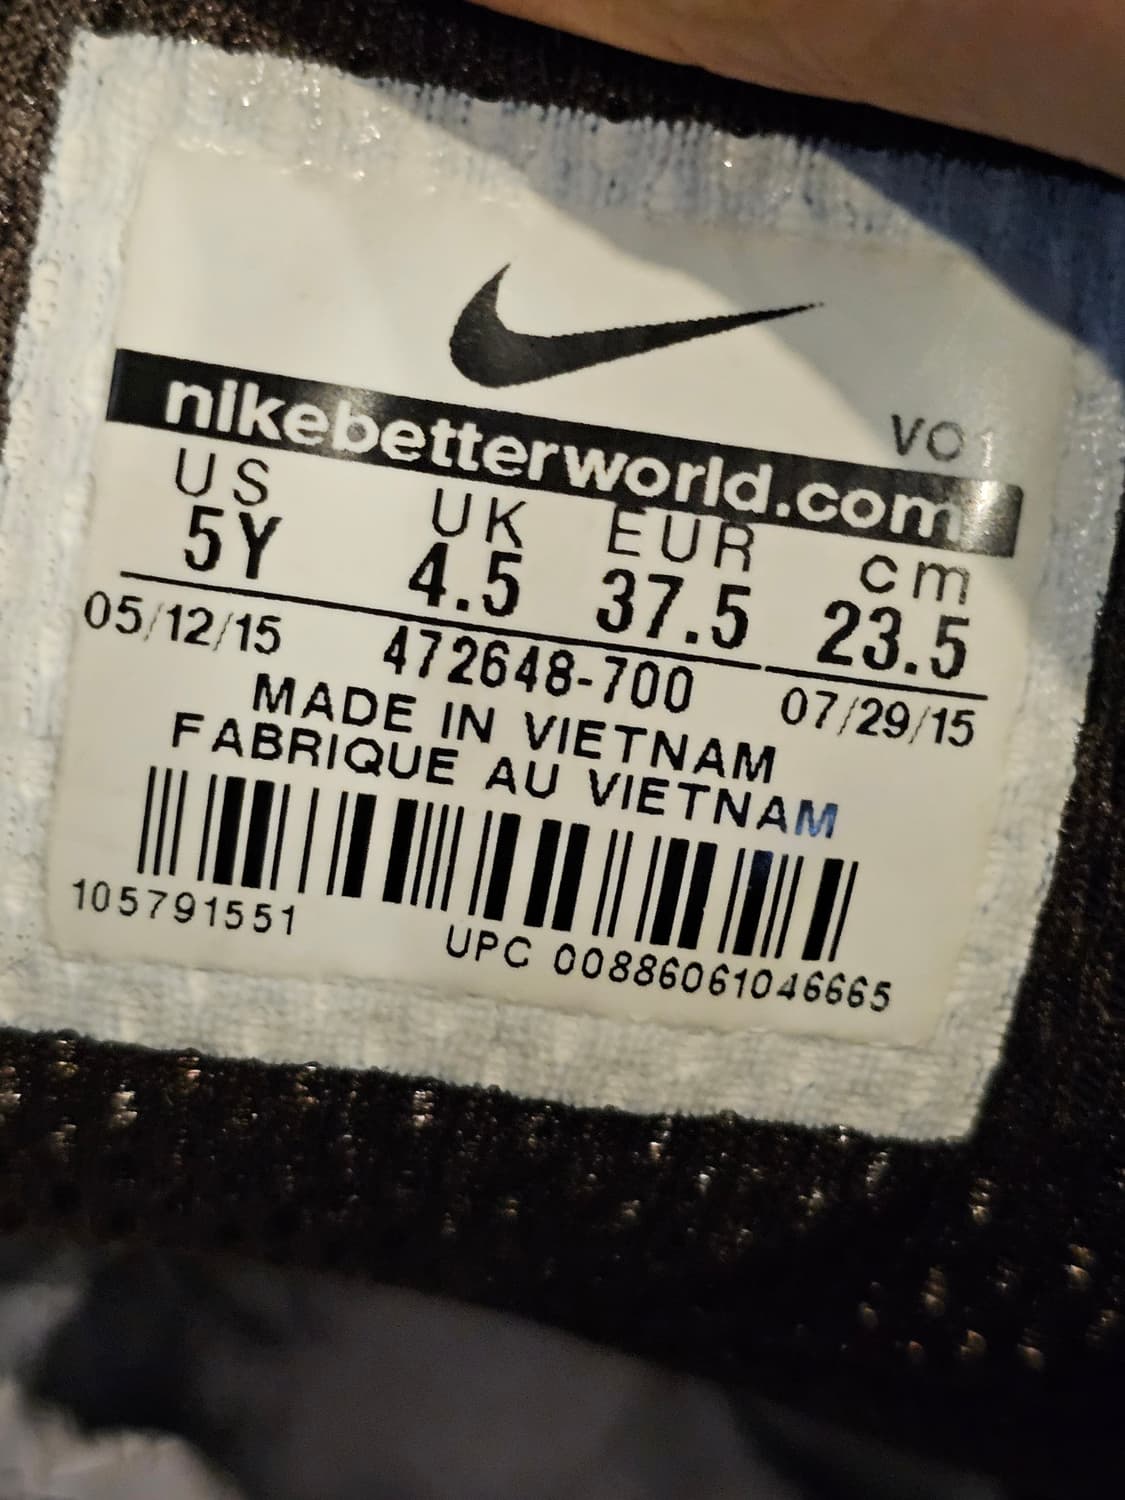 VO1
nikebetterworld.com
US UK EUR cm
5Y 4.5 37.5 23.5
05/12/15 472648-700 07/29/15
MADE IN VIETNAM
FABRIQUE AU VIETNAM
105791551 UPC 00886061046665